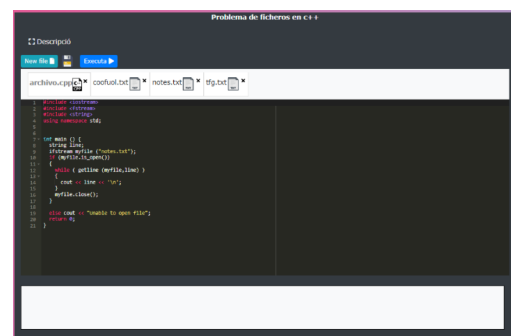 Problema de ficheros en c++
Descripció
New file Executa
archivo.cpp × coofuol.txt × notes.txt × tfg.txt ×
1 #include <iostream>
2 #include <fstream>
3 #include <string>
4 using namespace std;
5
6
7 int main () {
8 string line;
9 ifstream myfile ("notes.txt");
10 if (myfile.is_open())
11 {
12 while ( getline (myfile,line) )
13 {
14 cout << line << '\n';
15 }
16 myfile.close();
17 }
18
19 else cout << "Unable to open file";
20 return 0;
21 }